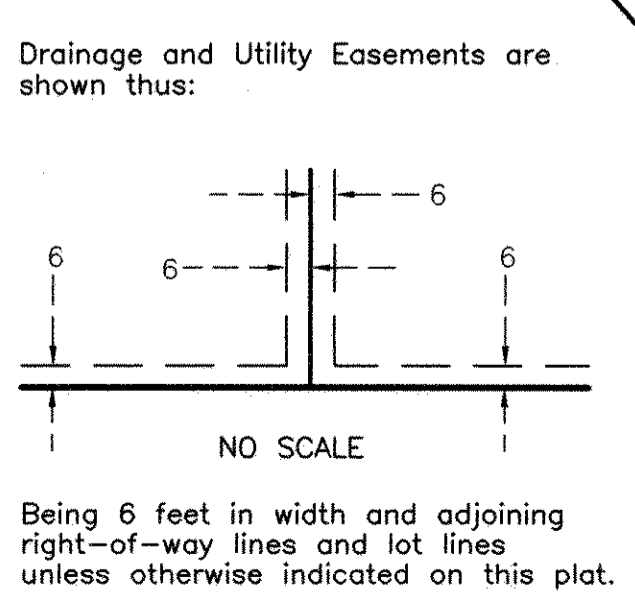 Drainage and Utility Easements are
shown thus:
6
6
6
6
NO SCALE
Being 6 feet in width and adjoining
right-of-way lines and lot lines
unless otherwise indicated on this plat.